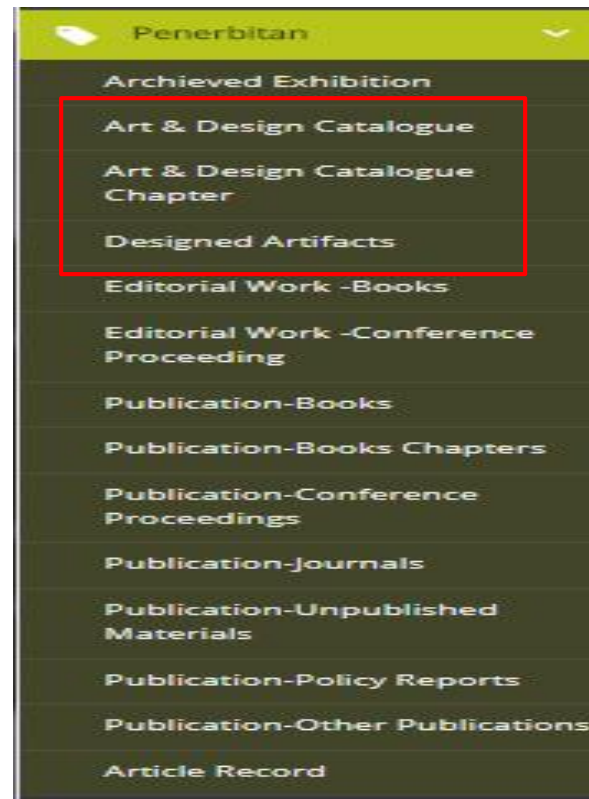 Penerbitan
Archieved Exhibition
Art & Design Catalogue
Art & Design Catalogue
Chapter
Designed Artifacts
Editorial Work -Books
Editorial Work -Conference
Proceeding
Publication-Books
Publication-Books Chapters
Publication-Conference
Proceedings
Publication-Journals
Publication-Unpublished
Materials
Publication-Policy Reports
Publication-Other Publications
Article Record